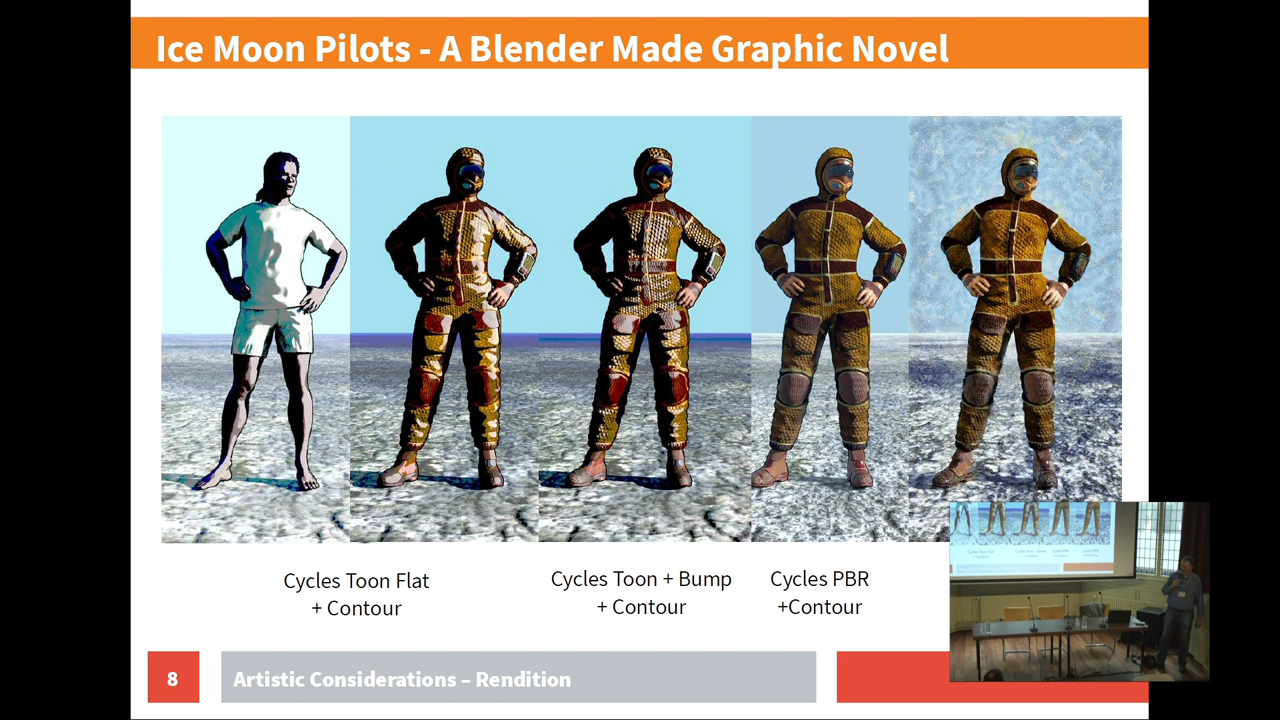 Ice Moon Pilots - A Blender Made Graphic Novel
Cycles Toon Flat
+ Contour
Cycles Toon + Bump
+ Contour
Cycles PBR
+Contour
8
Artistic Considerations – Rendition